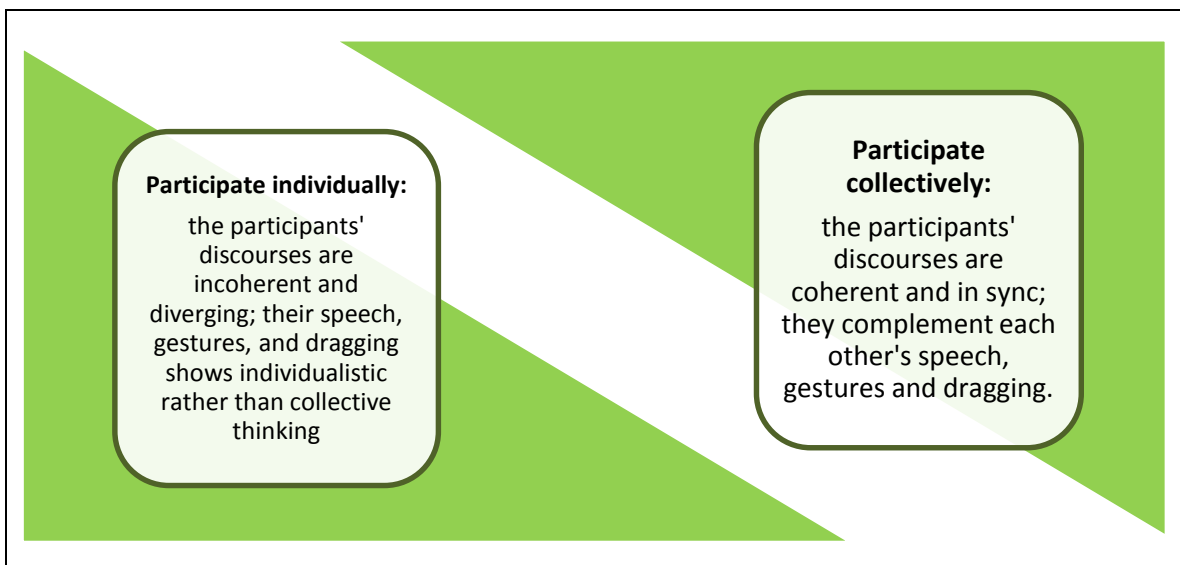 Participate individually:
the participants'
discourses are
incoherent and
diverging; their speech,
gestures, and dragging
shows individualistic
rather than collective
thinking
Participate
collectively:
the participants'
discourses are
coherent and in sync;
they complement each
other's speech,
gestures and dragging.